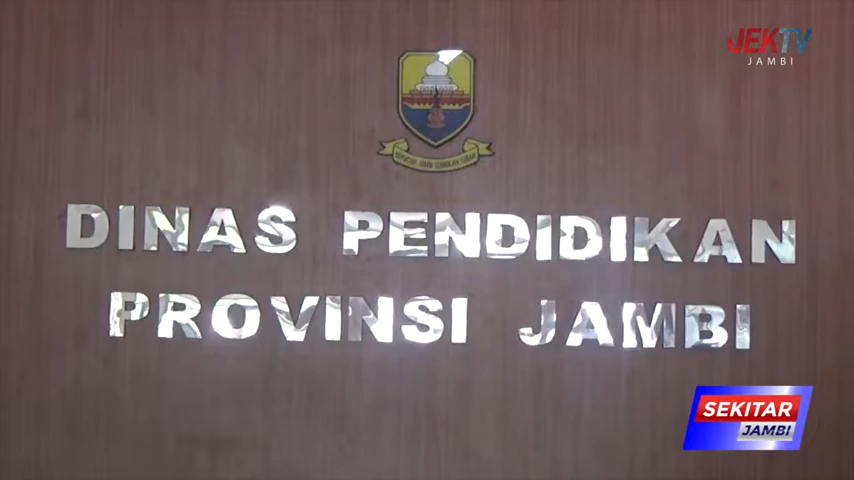 JEKTV
JAMBI
DINAS PENDIDIKAN
PROVINSI JAMBI
SEKITAR
JAMBI